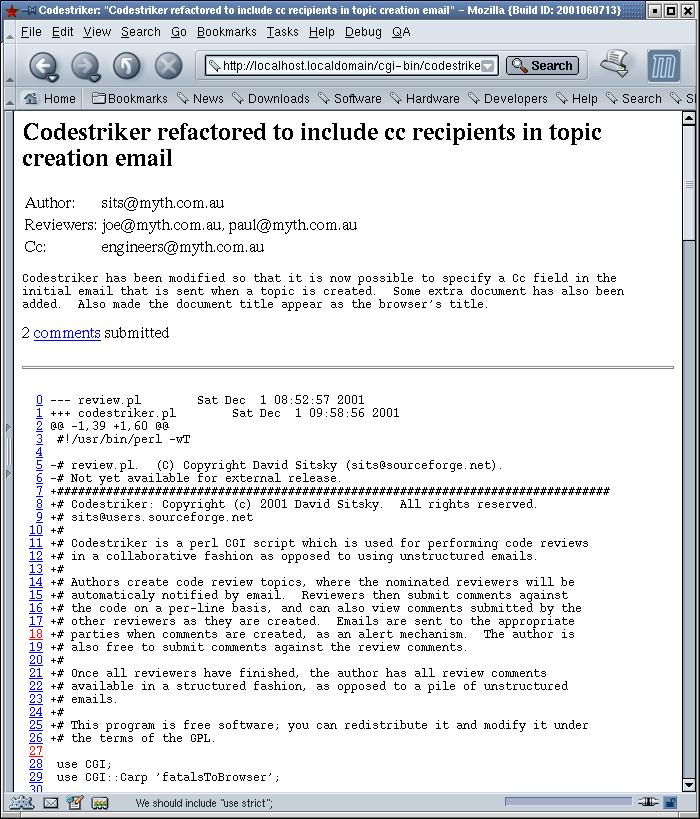 Codestriker: "Codestriker refactored to include cc recipients in topic creation email" - Mozilla {Build ID: 2001060713}
File Edit View Search Go Bookmarks Tasks Help Debug QA
http://localhost.localdomain/cgi-bin/codestrike Search
Home Bookmarks News Downloads Software Hardware Developers Help Search
Codestriker refactored to include cc recipients in topic
creation email
Author: sits@myth.com.au
Reviewers: joe@myth.com.au, paul@myth.com.au
Cc: engineers@myth.com.au
Codestriker has been modified so that it is now possible to specify a Cc field in the
initial email that is sent when a topic is created.  Some extra document has also been
added.  Also made the document title appear as the browser's title.
2 comments submitted
0 --- review.pl        Sat Dec  1 08:52:57 2001
1 +++ codestriker.pl        Sat Dec  1 09:58:56 2001
2 @@ -1,39 +1,60 @@
3  #!/usr/bin/perl -wT
4
5 -# review.pl.  (C) Copyright David Sitsky (sits@sourceforge.net).
6 -# Not yet available for external release.
7 +###############################################################################
8 +# Codestriker: Copyright (c) 2001 David Sitsky.  All rights reserved.
9 +# sits@users.sourceforge.net
10 +#
11 +# Codestriker is a perl CGI script which is used for performing code reviews
12 +# in a collaborative fashion as opposed to using unstructured emails.
13 +#
14 +# Authors create code review topics, where the nominated reviewers will be
15 +# automaticaly notified by email.  Reviewers then submit comments against
16 +# the code on a per-line basis, and can also view comments submitted by the
17 +# other reviewers as they are created.  Emails are sent to the appropriate
18 +# parties when comments are created, as an alert mechanism.  The author is
19 +# also free to submit comments against the review comments.
20 +#
21 +# Once all reviewers have finished, the author has all review comments
22 +# available in a structured fashion, as opposed to a pile of unstructured
23 +# emails.
24 +#
25 +# This program is free software; you can redistribute it and modify it under
26 +# the terms of the GPL.
27
28  use CGI;
29  use CGI::Carp 'fatalsToBrowser';
30
We should include "use strict";